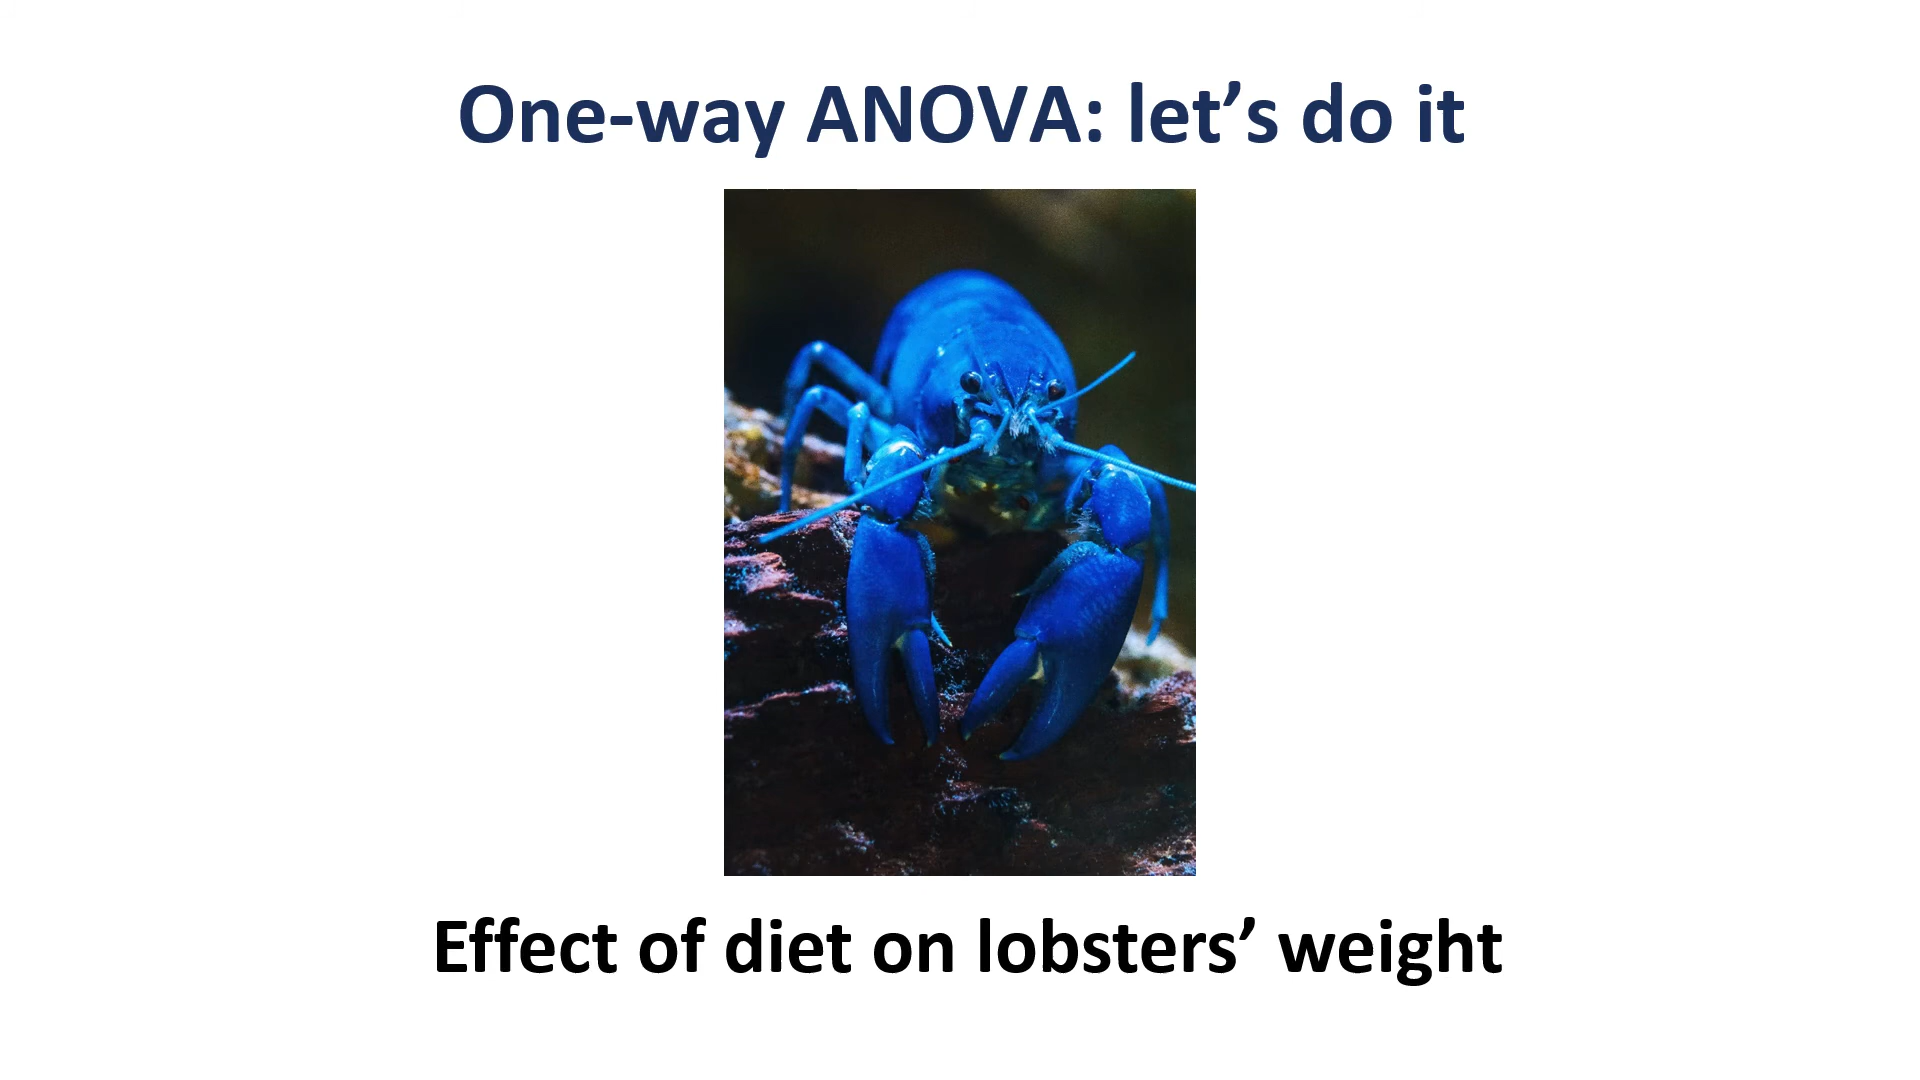 One-way ANOVA: let’s do it
Effect of diet on lobsters’ weight